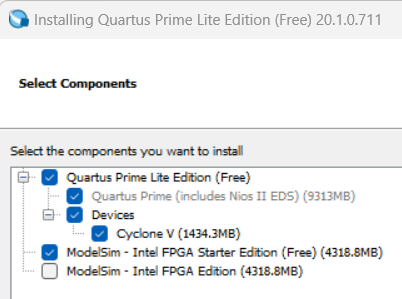 Installing Quartus Prime Lite Edition (Free) 20.1.0.711
Select Components
Select the components you want to install
Quartus Prime Lite Edition (Free)
Quartus Prime (includes Nios II EDS) (9313MB)
Devices
Cyclone V (1434.3MB)
ModelSim - Intel FPGA Starter Edition (Free) (4318.8MB)
ModelSim - Intel FPGA Edition (4318.8MB)